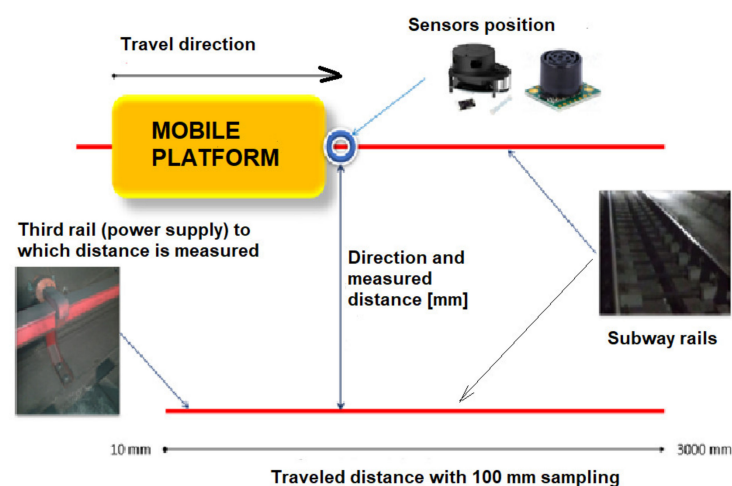 Sensors position
Travel direction
MOBILE
PLATFORM
Third rail (power supply) to
which distance is measured
Direction and
measured
distance [mm]
Subway rails
10 mm
3000 mm
Traveled distance with 100 mm sampling